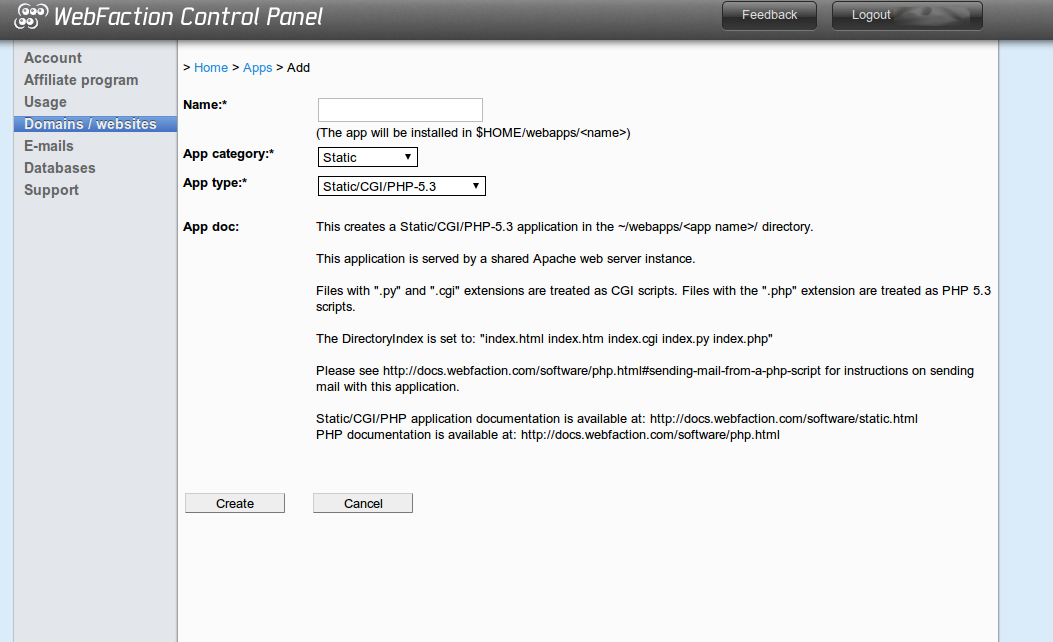 WebFaction Control Panel
Feedback
Logout
Account
Affiliate program
Usage
Domains / websites
E-mails
Databases
Support
> Home > Apps > Add
Name:*
(The app will be installed in $HOME/webapps/<name>)
App category:*
Static
App type:*
Static/CGI/PHP-5.3
App doc:
This creates a Static/CGI/PHP-5.3 application in the ~/webapps/<app name>/ directory.
This application is served by a shared Apache web server instance.
Files with ".py" and ".cgi" extensions are treated as CGI scripts. Files with the ".php" extension are treated as PHP 5.3
scripts.
The DirectoryIndex is set to: "index.html index.htm index.cgi index.py index.php"
Please see http://docs.webfaction.com/software/php.html#sending-mail-from-a-php-script for instructions on sending
mail with this application.
Static/CGI/PHP application documentation is available at: http://docs.webfaction.com/software/static.html
PHP documentation is available at: http://docs.webfaction.com/software/php.html
Create
Cancel